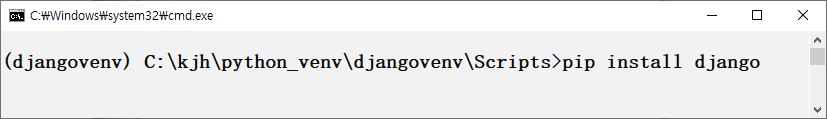 C:₩Windows₩system32₩cmd.exe
(djangovenv) C:\kjh\python_venv\djangovenv\Scripts>pip install django